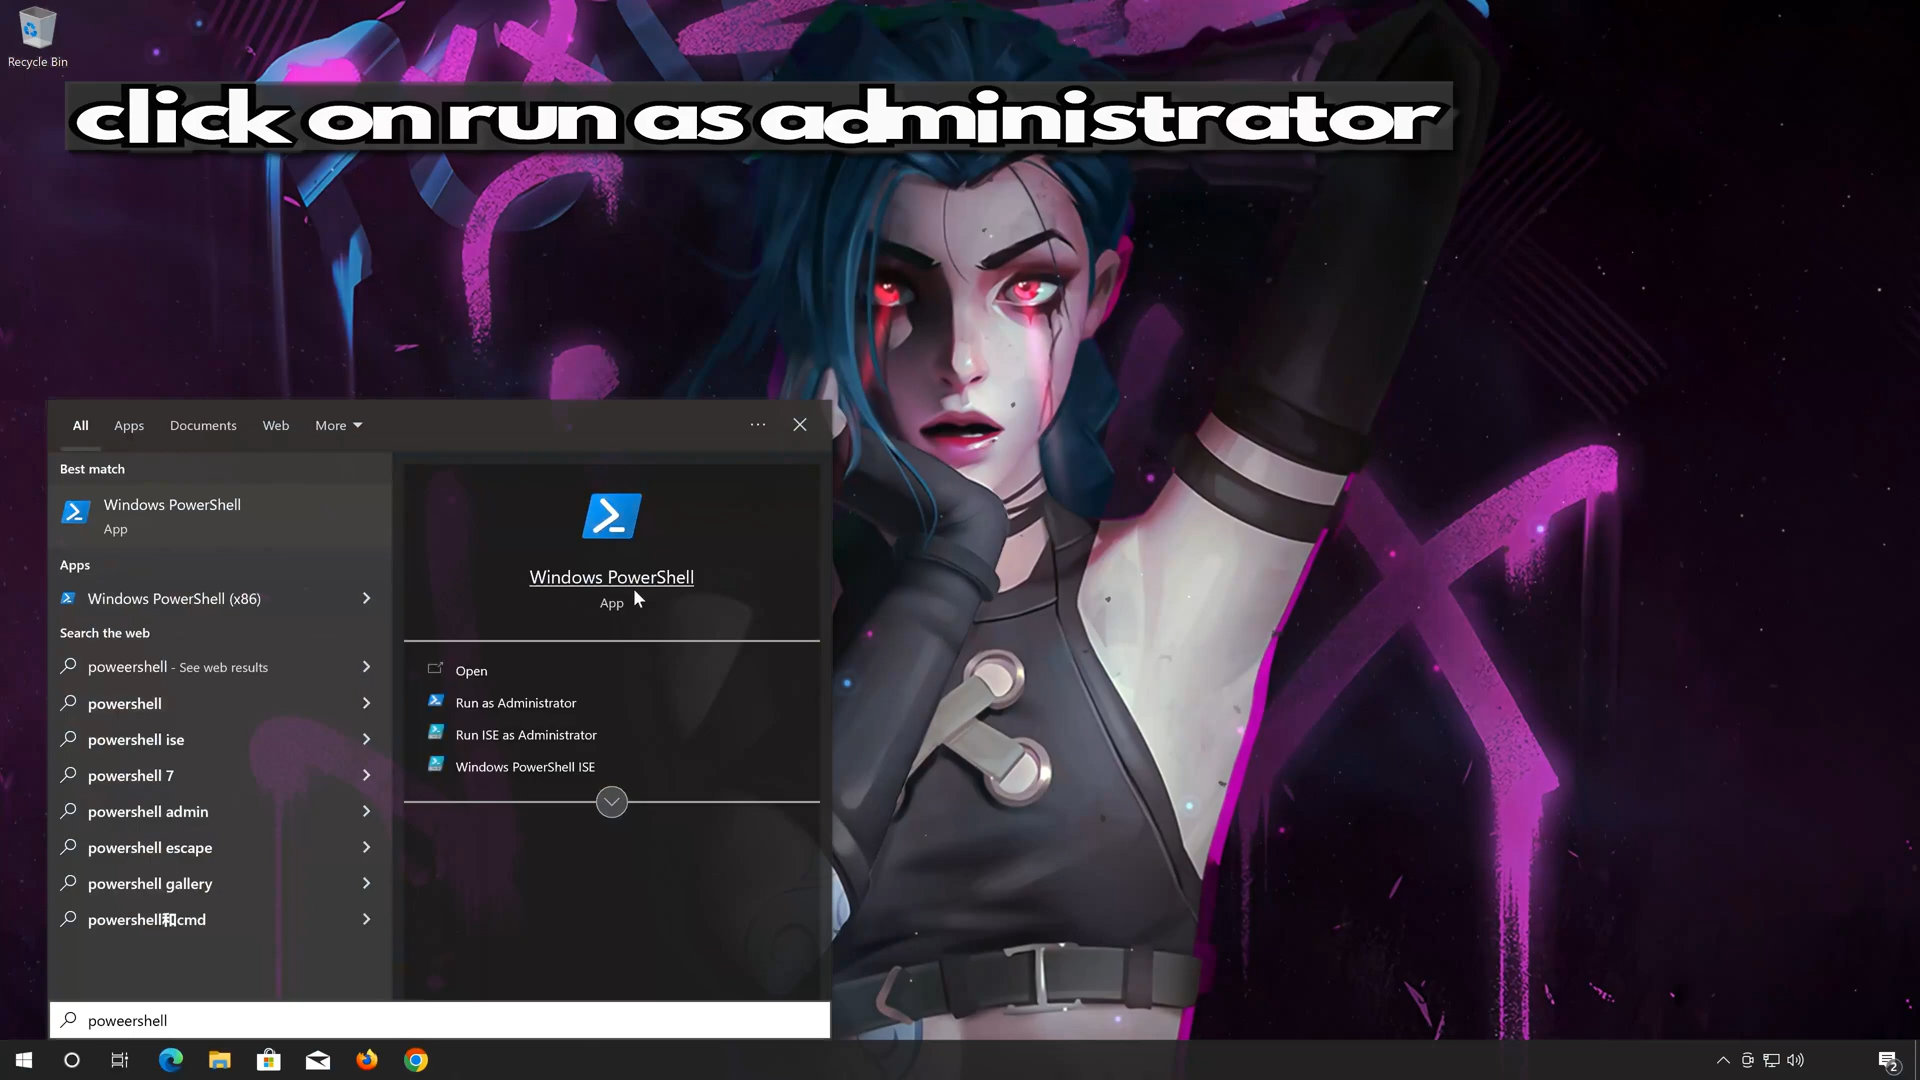 Recycle Bin
click on run as administrator
All Apps Documents Web More
Best match
Windows PowerShell
App
Apps
Windows PowerShell (x86)
Search the web
poweershell - See web results
powershell
powershell ise
powershell 7
powershell admin
powershell escape
powershell gallery
powershell和cmd
Windows PowerShell
App
Open
Run as Administrator
Run ISE as Administrator
Windows PowerShell ISE
poweershell
2